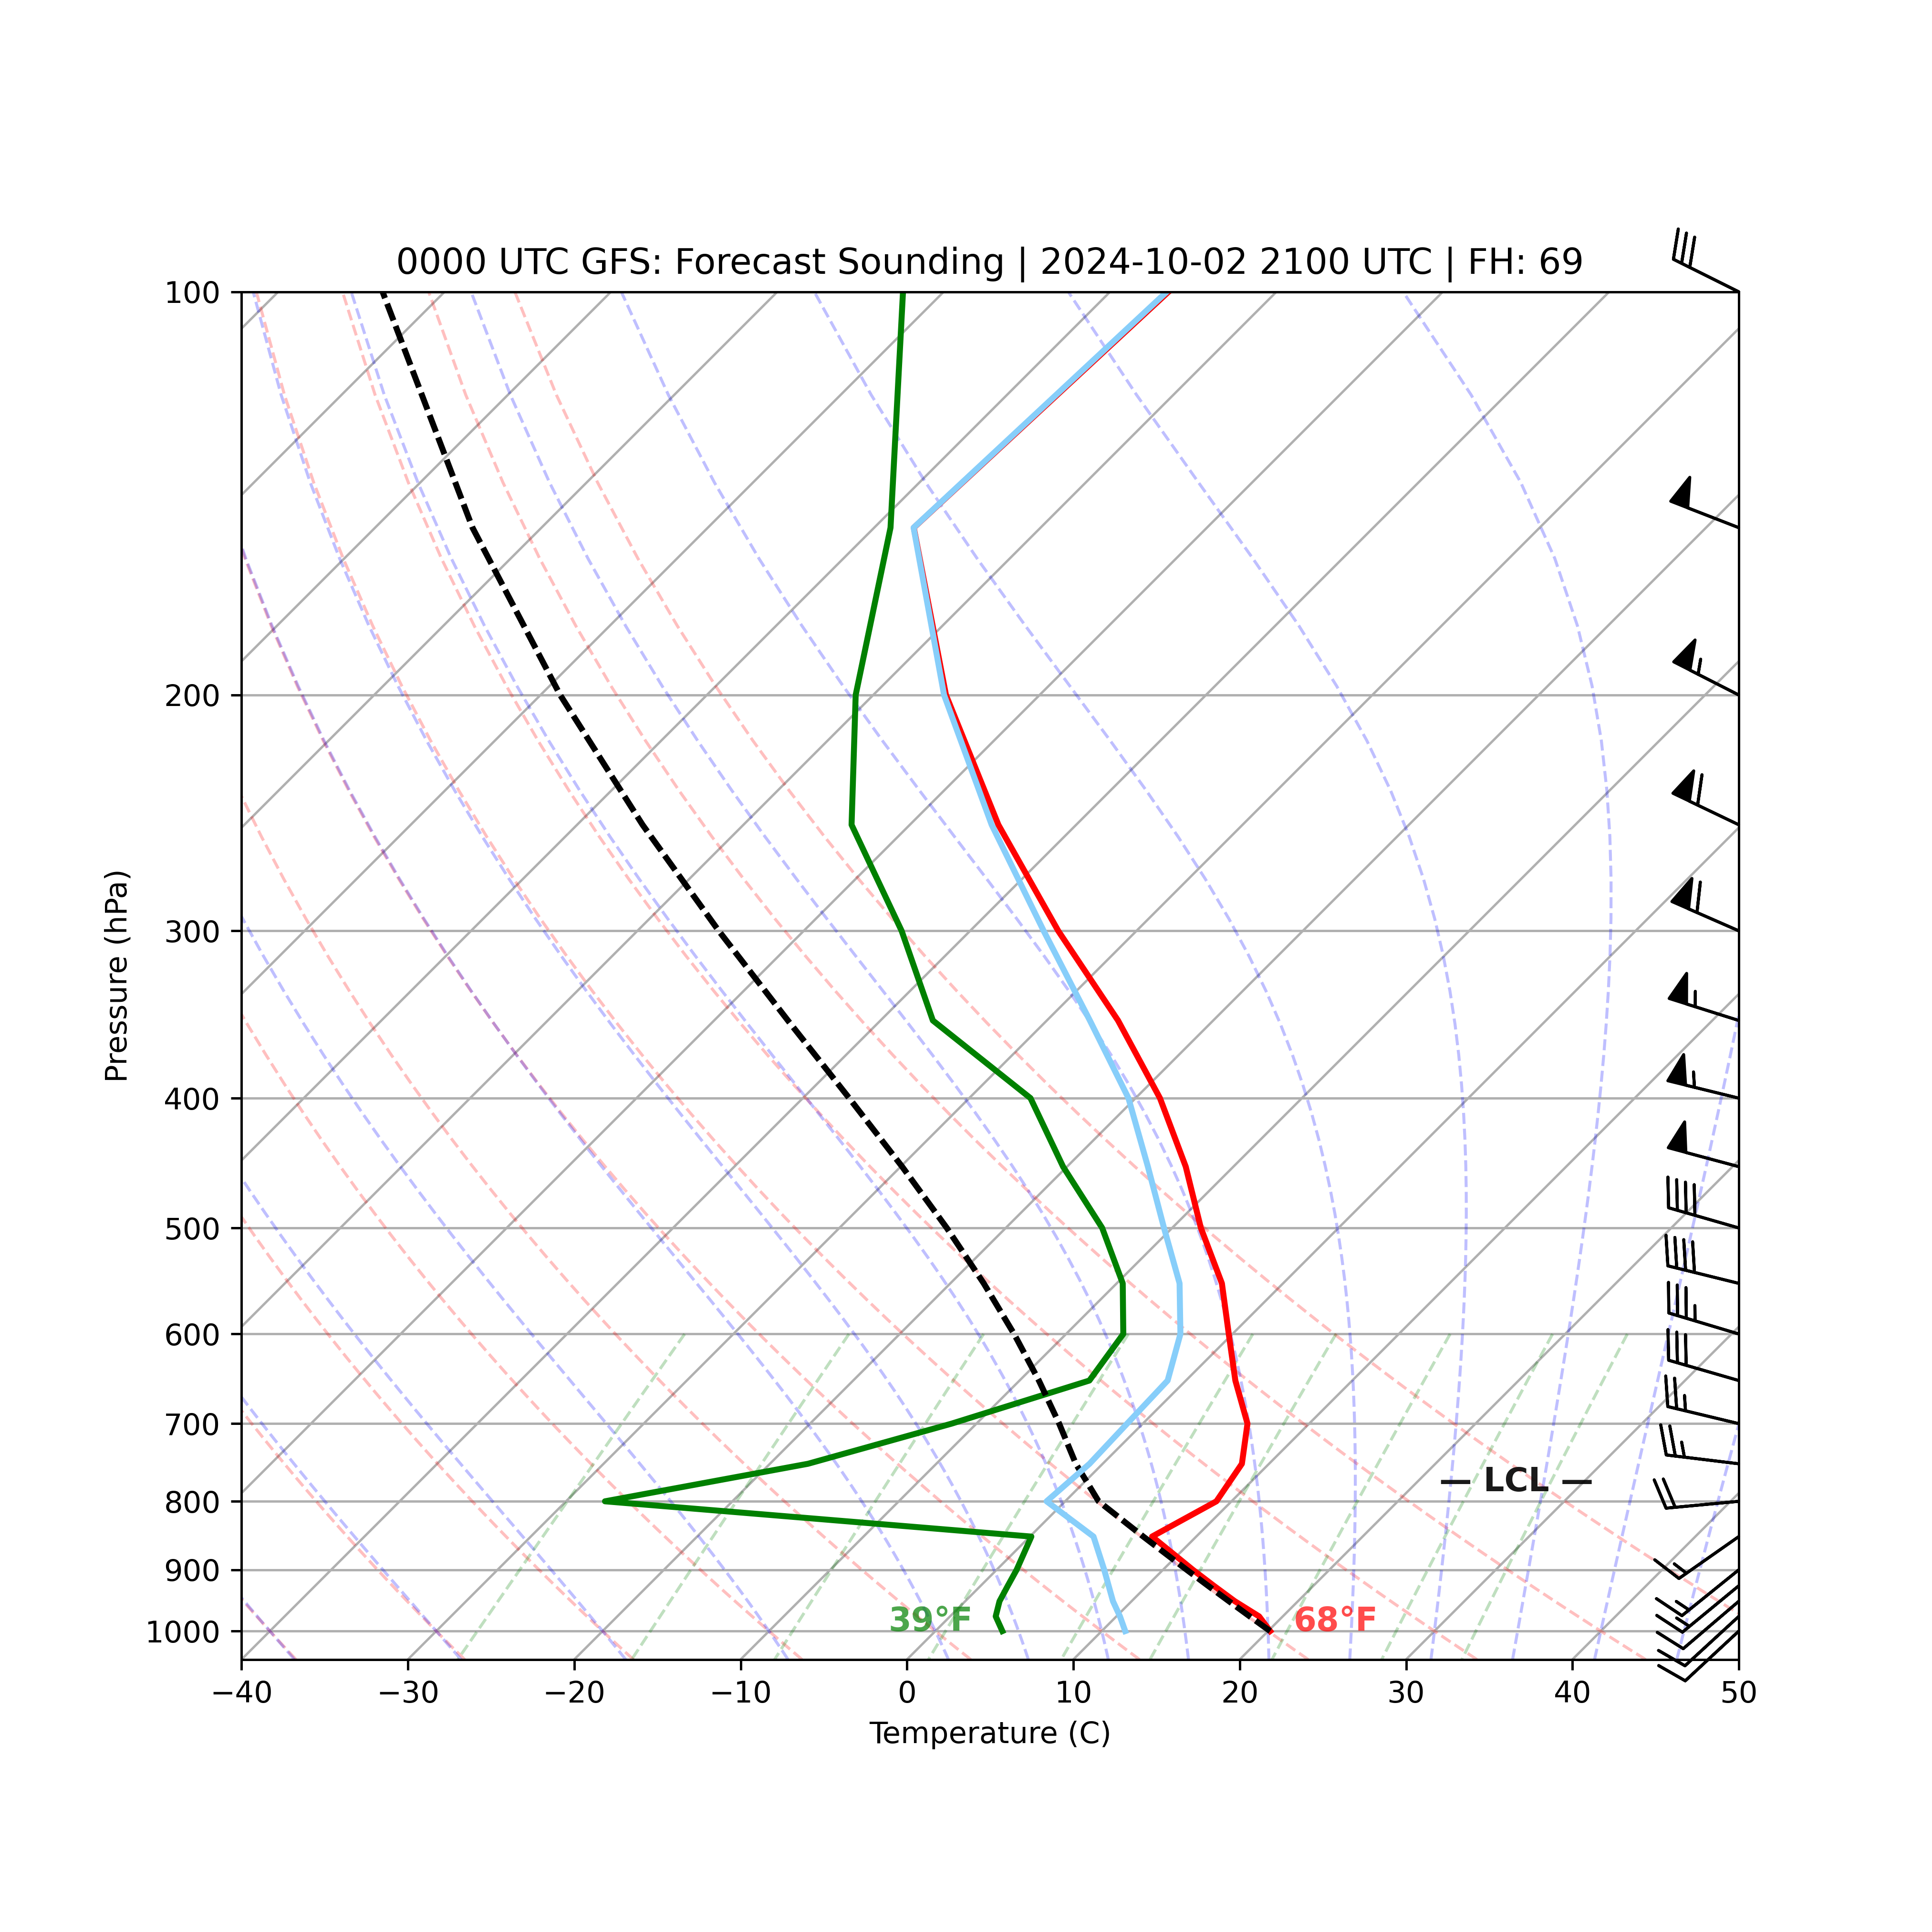 0000 UTC GFS: Forecast Sounding | 2024-10-02 2100 UTC | FH: 69
100
200
300
400
500
600
700
800
900
1000
Pressure (hPa)
— LCL —
39°F
68°F
−40 −30 −20 −10 0 10 20 30 40 50
Temperature (C)